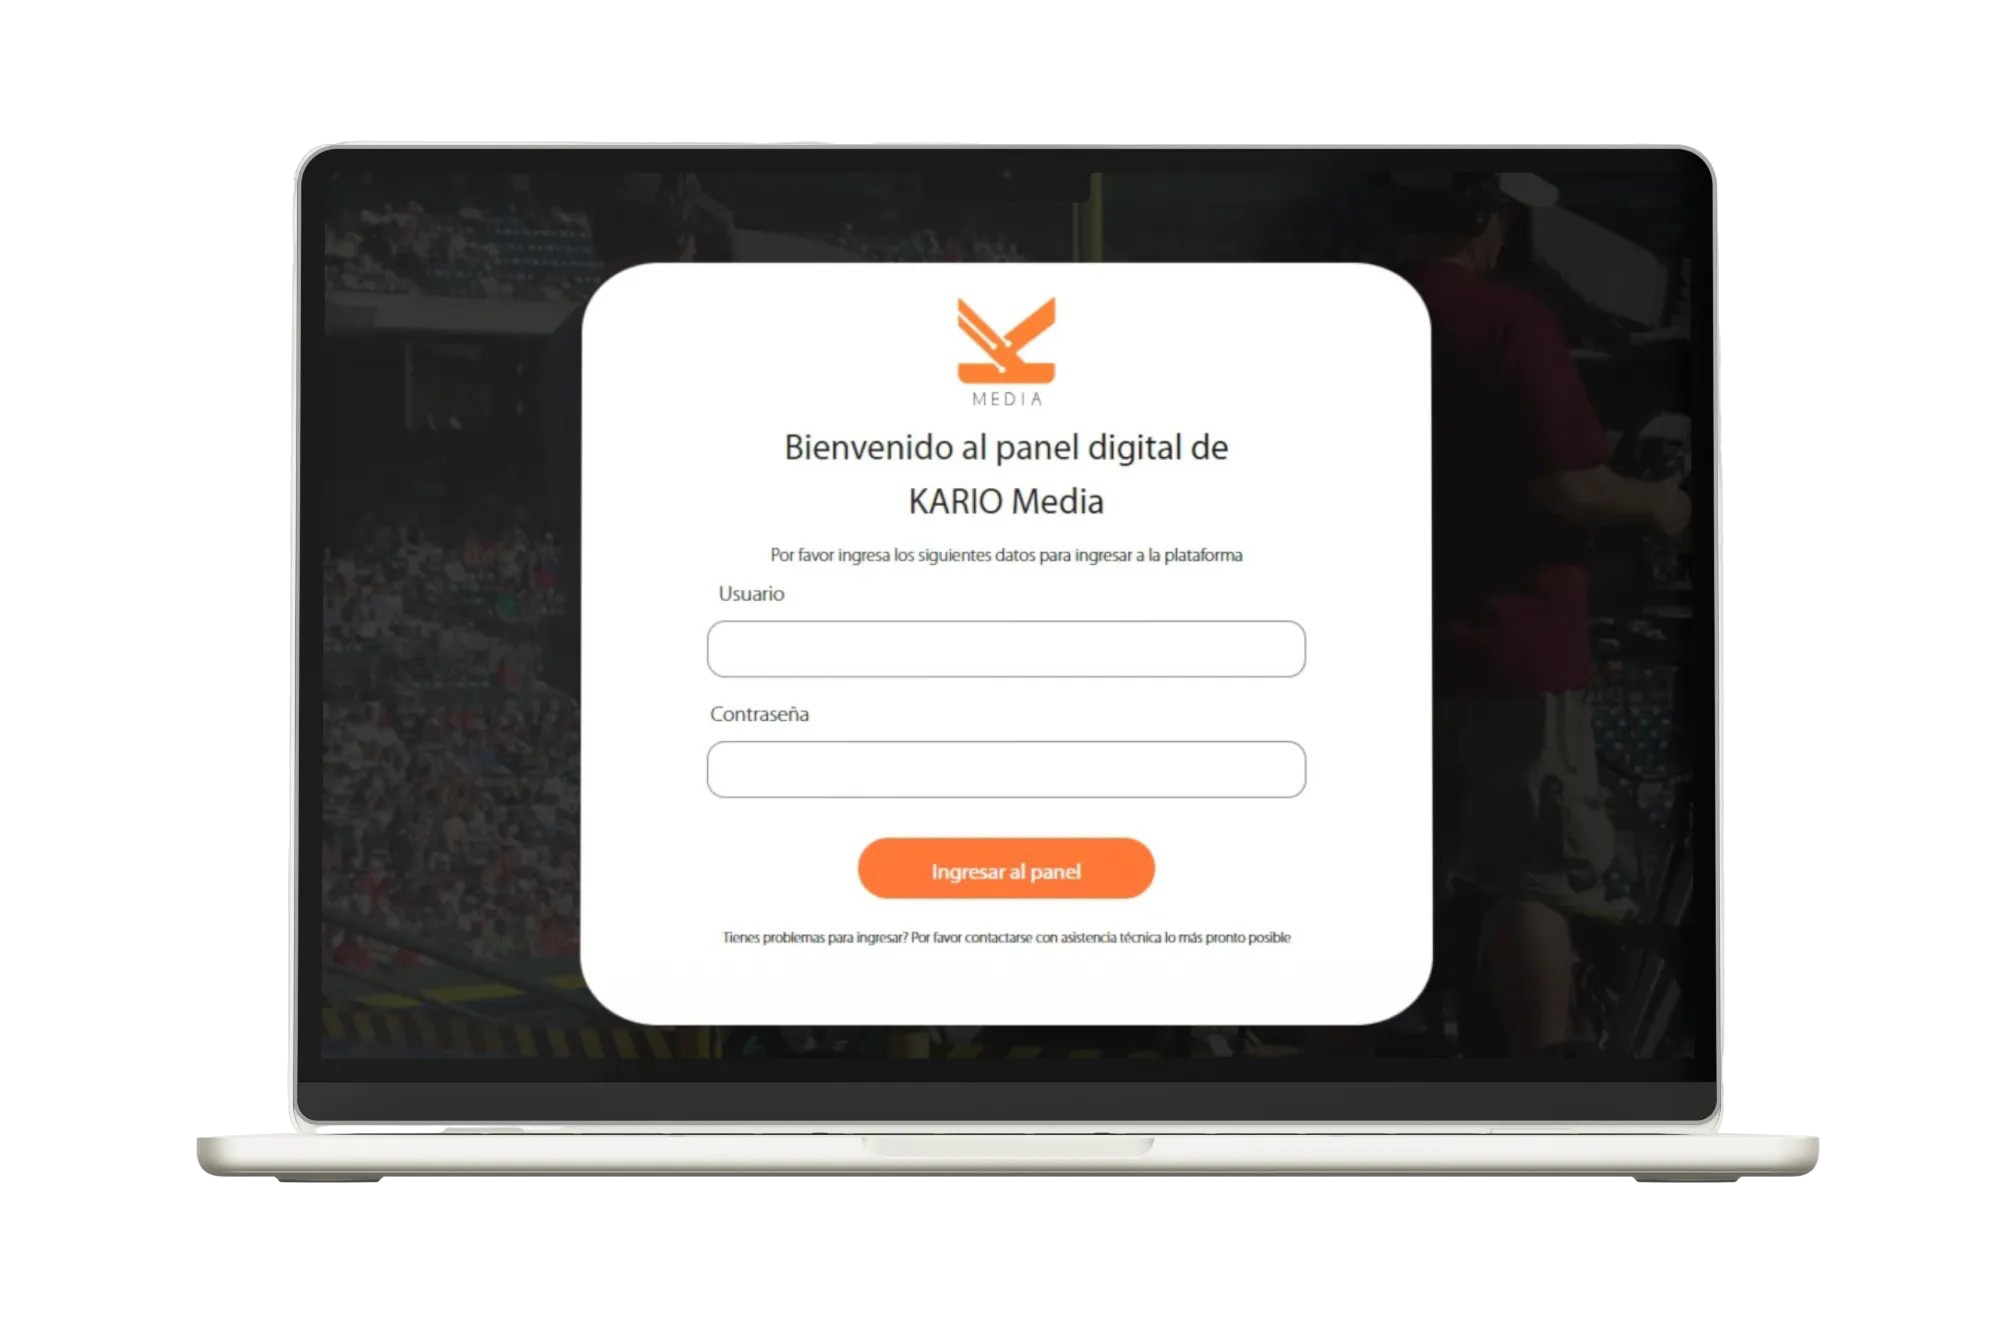 MEDIA
Bienvenido al panel digital de
KARIO Media
Por favor ingresa los siguientes datos para ingresar a la plataforma
Usuario
Contraseña
Ingresar al panel
Tienes problemas para ingresar? Por favor contactarse con asistencia técnica lo más pronto posible